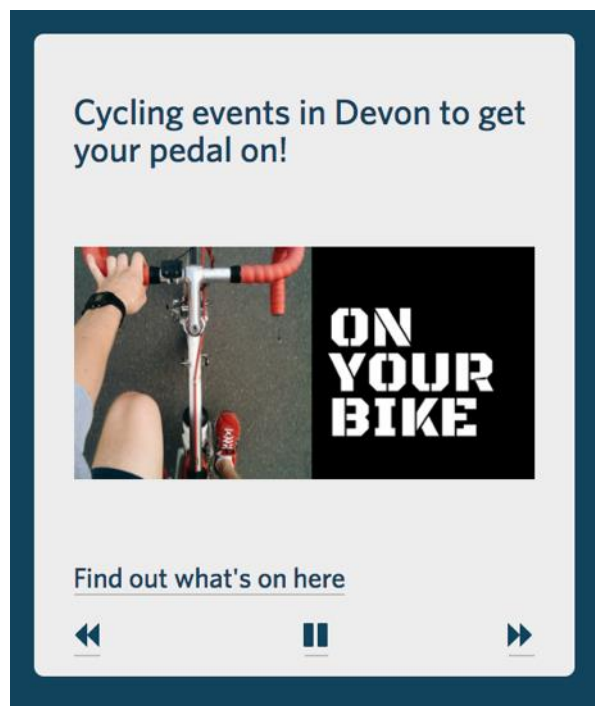 Cycling events in Devon to get
your pedal on!
ON
YOUR
BIKE
Find out what's on here